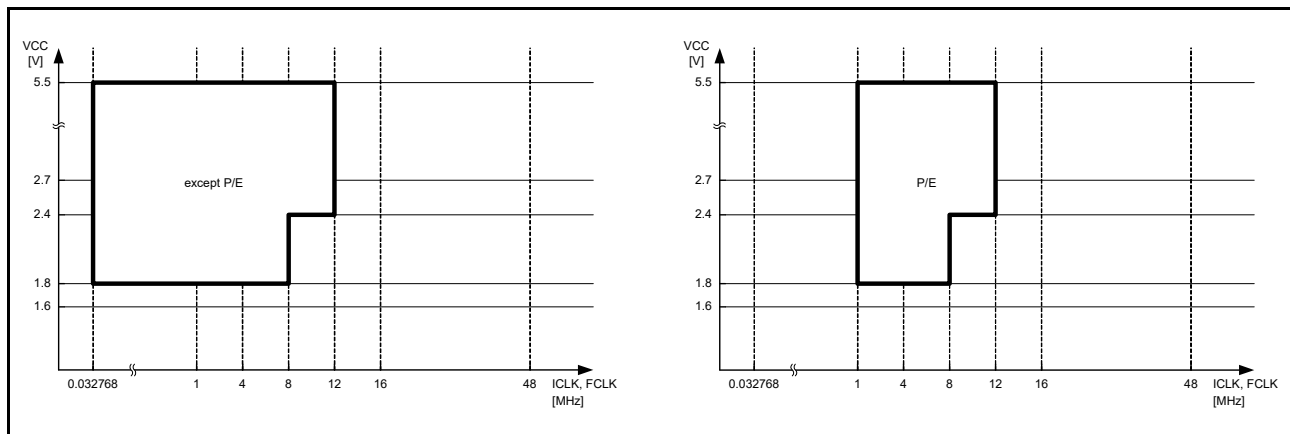 VCC
[V]
5.5
2.7
2.4
1.8
1.6
except P/E
0.032768 1 4 8 12 16 48 ICLK, FCLK
[MHz]
VCC
[V]
5.5
2.7
2.4
1.8
1.6
P/E
0.032768 1 4 8 12 16 48 ICLK, FCLK
[MHz]